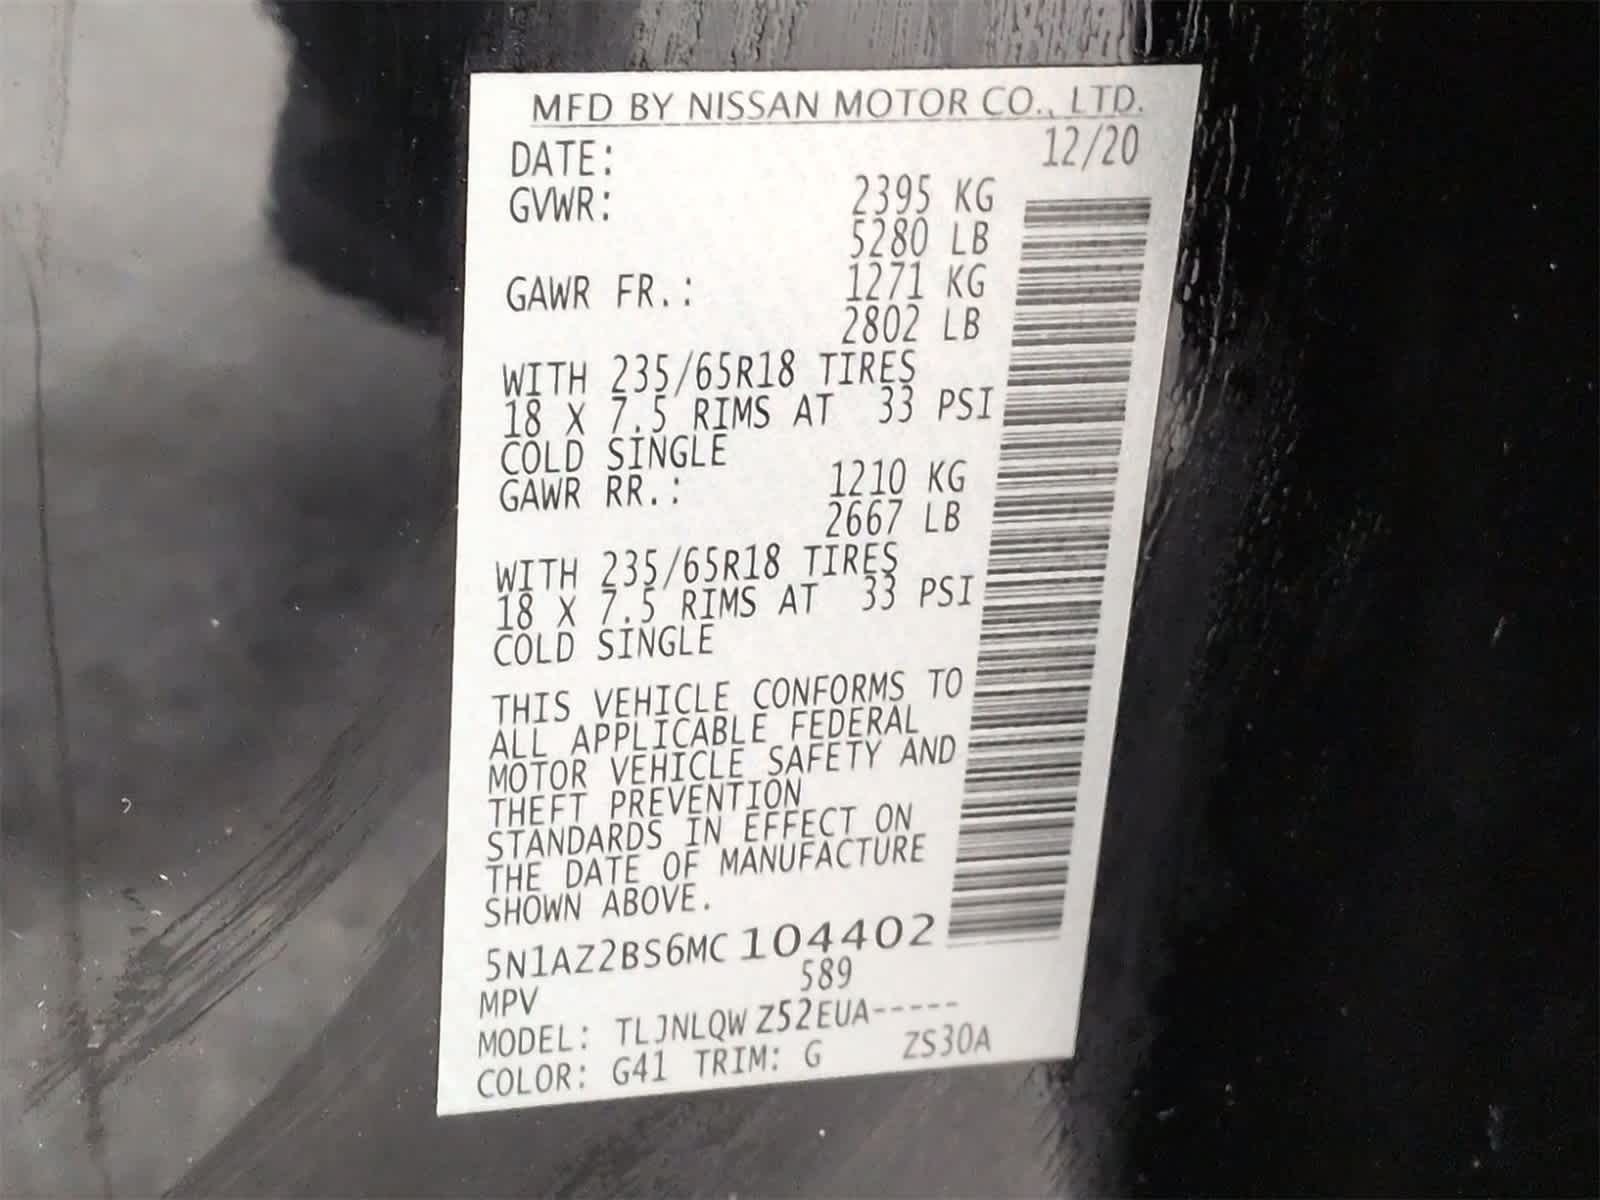 MFD BY NISSAN MOTOR CO., LTD.
DATE: 12/20
GVWR: 2395 KG
5280 LB
GAWR FR.: 1271 KG
2802 LB
WITH 235/65R18 TIRES
18 X 7.5 RIMS AT 33 PSI
COLD SINGLE
GAWR RR.: 1210 KG
2667 LB
WITH 235/65R18 TIRES
18 X 7.5 RIMS AT 33 PSI
COLD SINGLE
THIS VEHICLE CONFORMS TO
ALL APPLICABLE FEDERAL
MOTOR VEHICLE SAFETY AND
THEFT PREVENTION
STANDARDS IN EFFECT ON
THE DATE OF MANUFACTURE
SHOWN ABOVE.
5N1AZ2BS6MC104402
MPV 589
MODEL: TLJNLQW Z52EUA-----
COLOR: G41 TRIM: G ZS30A